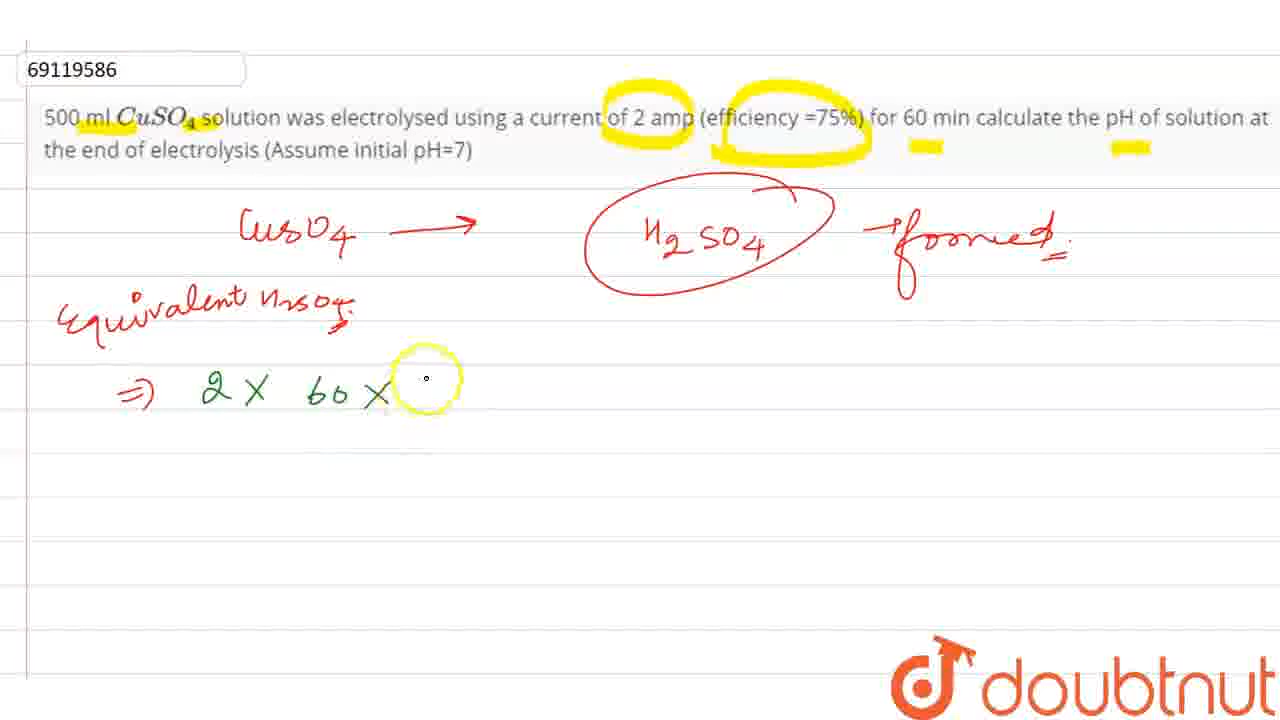 69119586
500 ml CuSO₄ solution was electrolysed using a current of 2 amp (efficiency =75%) for 60 min calculate the pH of solution at
the end of electrolysis (Assume initial pH=7)
CuSO₄ → H₂SO₄ → formed.
Equivalent H₂SO₄.
⇒ 2 × 60 ×
doubtnut